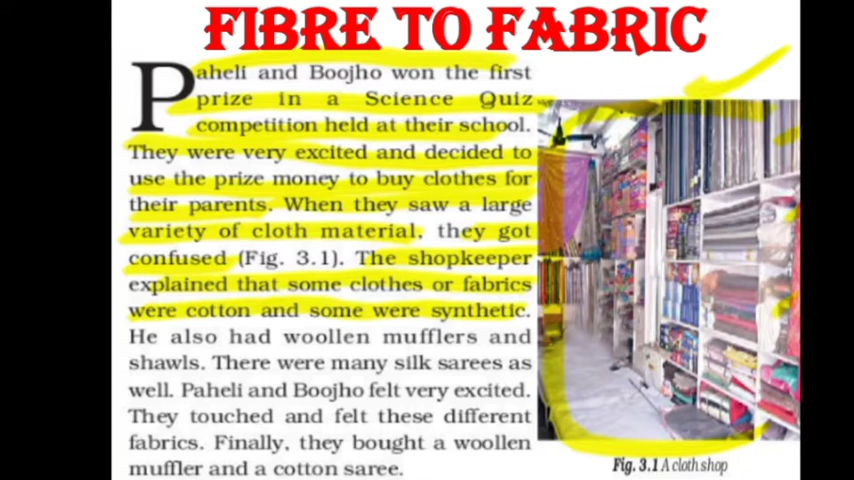 FIBRE TO FABRIC
Paheli and Boojho won the first
prize in a Science Quiz
competition held at their school.
They were very excited and decided to
use the prize money to buy clothes for
their parents. When they saw a large
variety of cloth material, they got
confused (Fig. 3.1). The shopkeeper
explained that some clothes or fabrics
were cotton and some were synthetic.
He also had woollen mufflers and
shawls. There were many silk sarees as
well. Paheli and Boojho felt very excited.
They touched and felt these different
fabrics. Finally, they bought a woollen
muffler and a cotton saree.
Fig. 3.1 A cloth shop